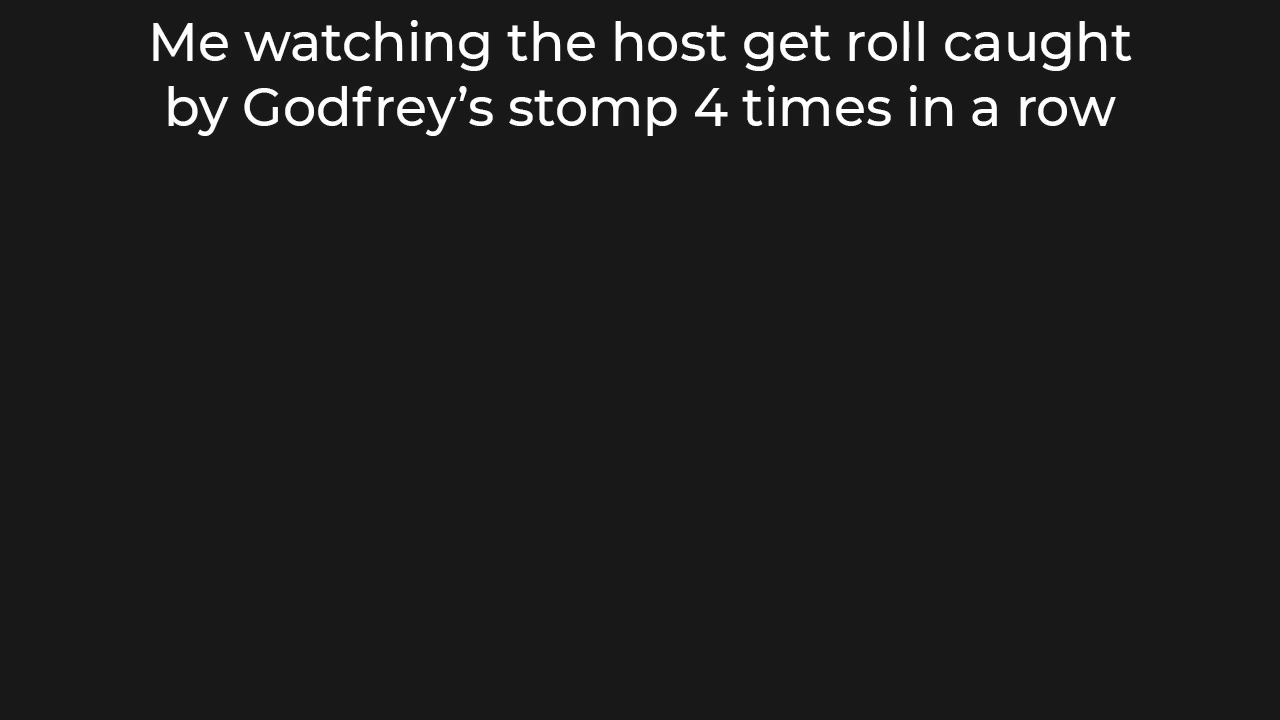 Me watching the host get roll caught
by Godfrey’s stomp 4 times in a row